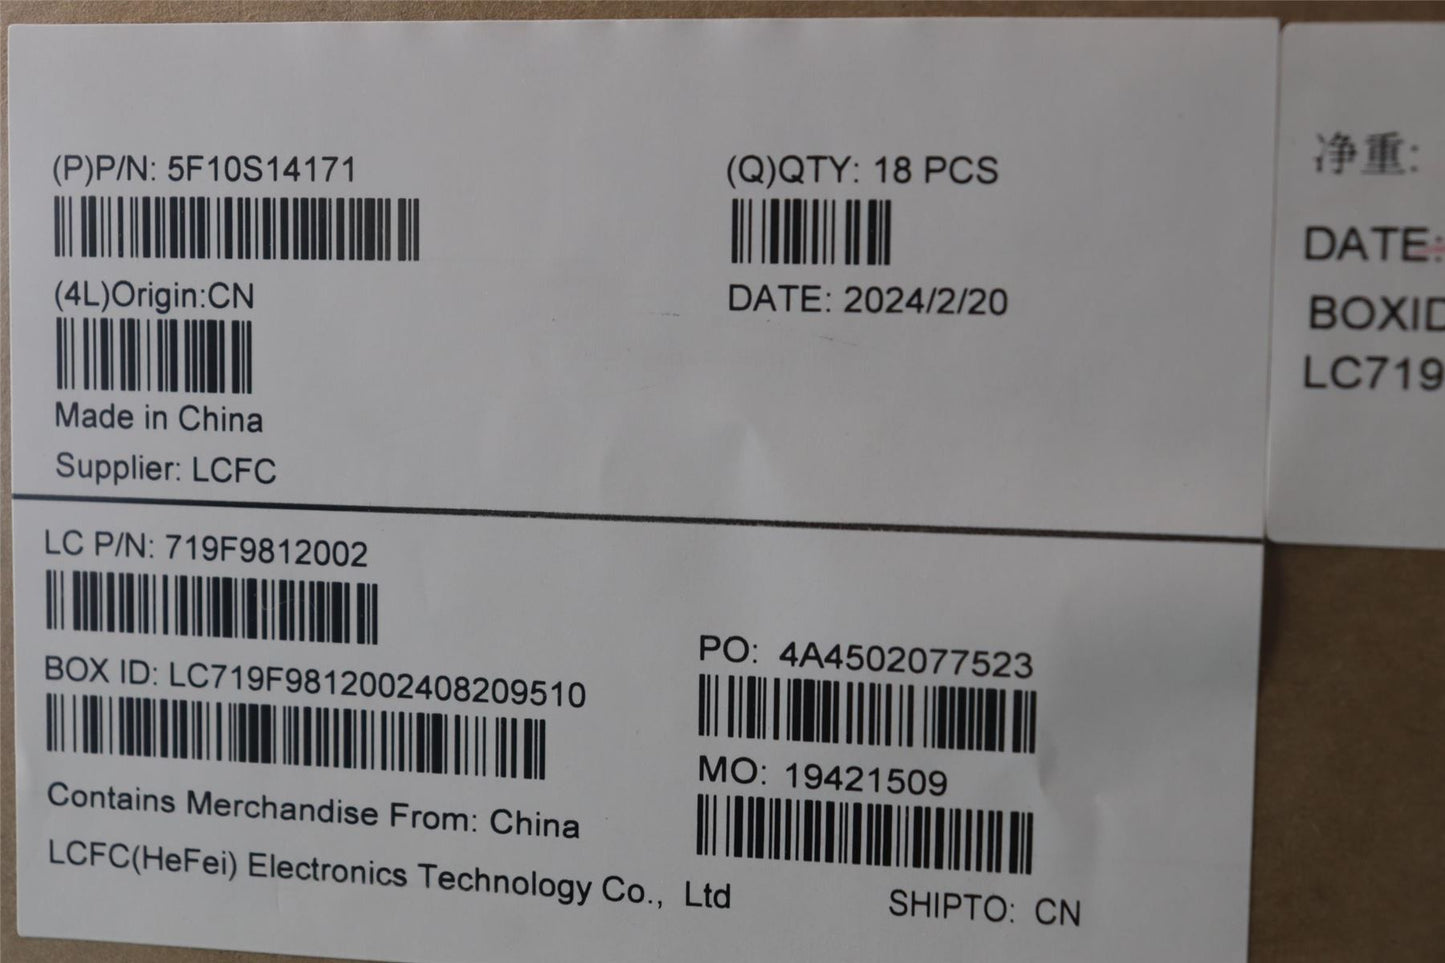 (P)P/N: 5F10S14171
(Q)QTY: 18 PCS
(4L)Origin:CN
DATE: 2024/2/20
Made in China
Supplier: LCFC
LC P/N: 719F9812002
BOX ID: LC719F9812002408209510
PO: 4A4502077523
MO: 19421509
Contains Merchandise From: China
LCFC(HeFei) Electronics Technology Co., Ltd
SHIPTO: CN
净重:
DATE:
BOXID
LC719